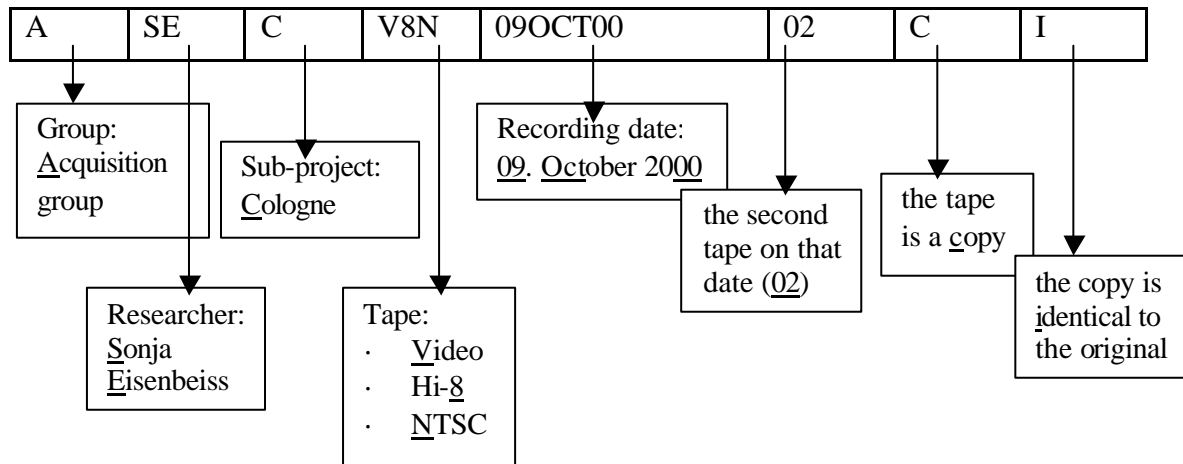 A SE C V8N 09OCT00 02 C I
Group:
Acquisition
group
Sub-project:
Cologne
Recording date:
09. October 2000
the second
tape on that
date (02)
the tape
is a copy
the copy is
identical to
the original
Researcher:
Sonja
Eisenbeiss
Tape:
· Video
· Hi-8
· NTSC